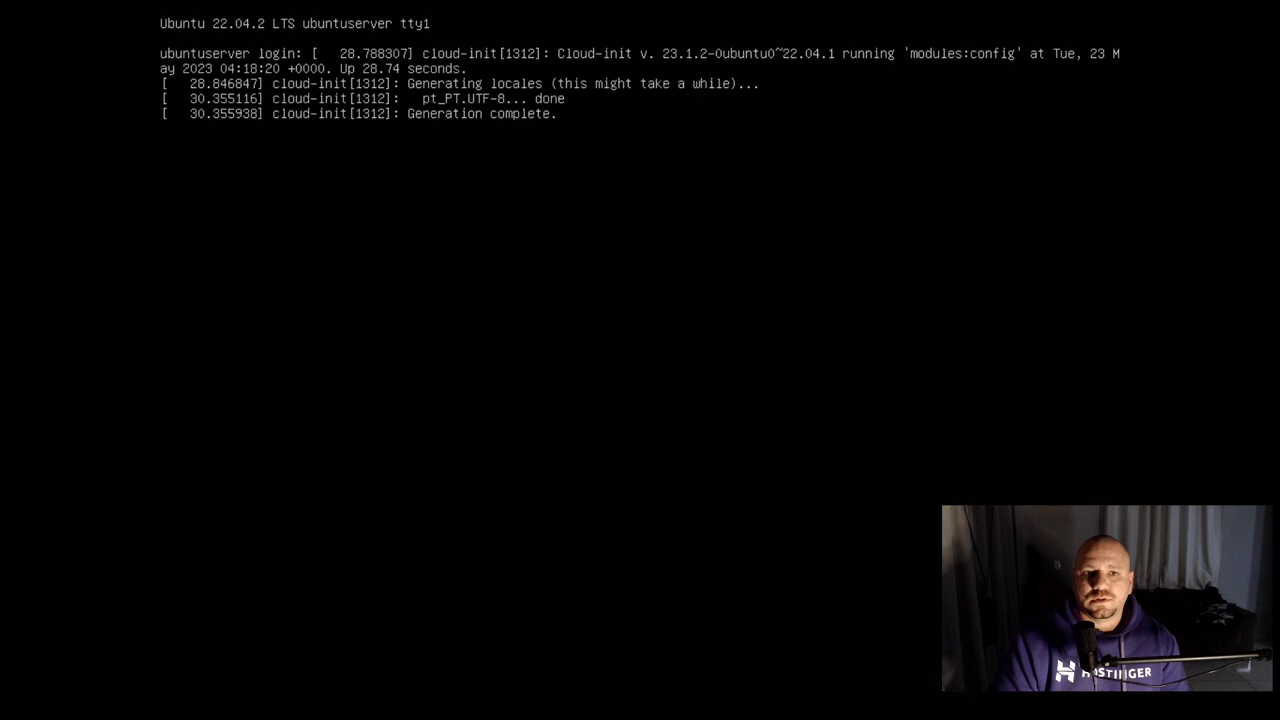 Ubuntu 22.04.2 LTS ubuntuserver tty1
ubuntuserver login: [   28.788307] cloud-init[1312]: Cloud-init v. 23.1.2-0ubuntu0~22.04.1 running 'modules:config' at Tue, 23 M
ay 2023 04:18:20 +0000. Up 28.74 seconds.
[   28.846847] cloud-init[1312]: Generating locales (this might take a while)...
[   30.355116] cloud-init[1312]:   pt_PT.UTF-8... done
[   30.355938] cloud-init[1312]: Generation complete.
HOSTINGER